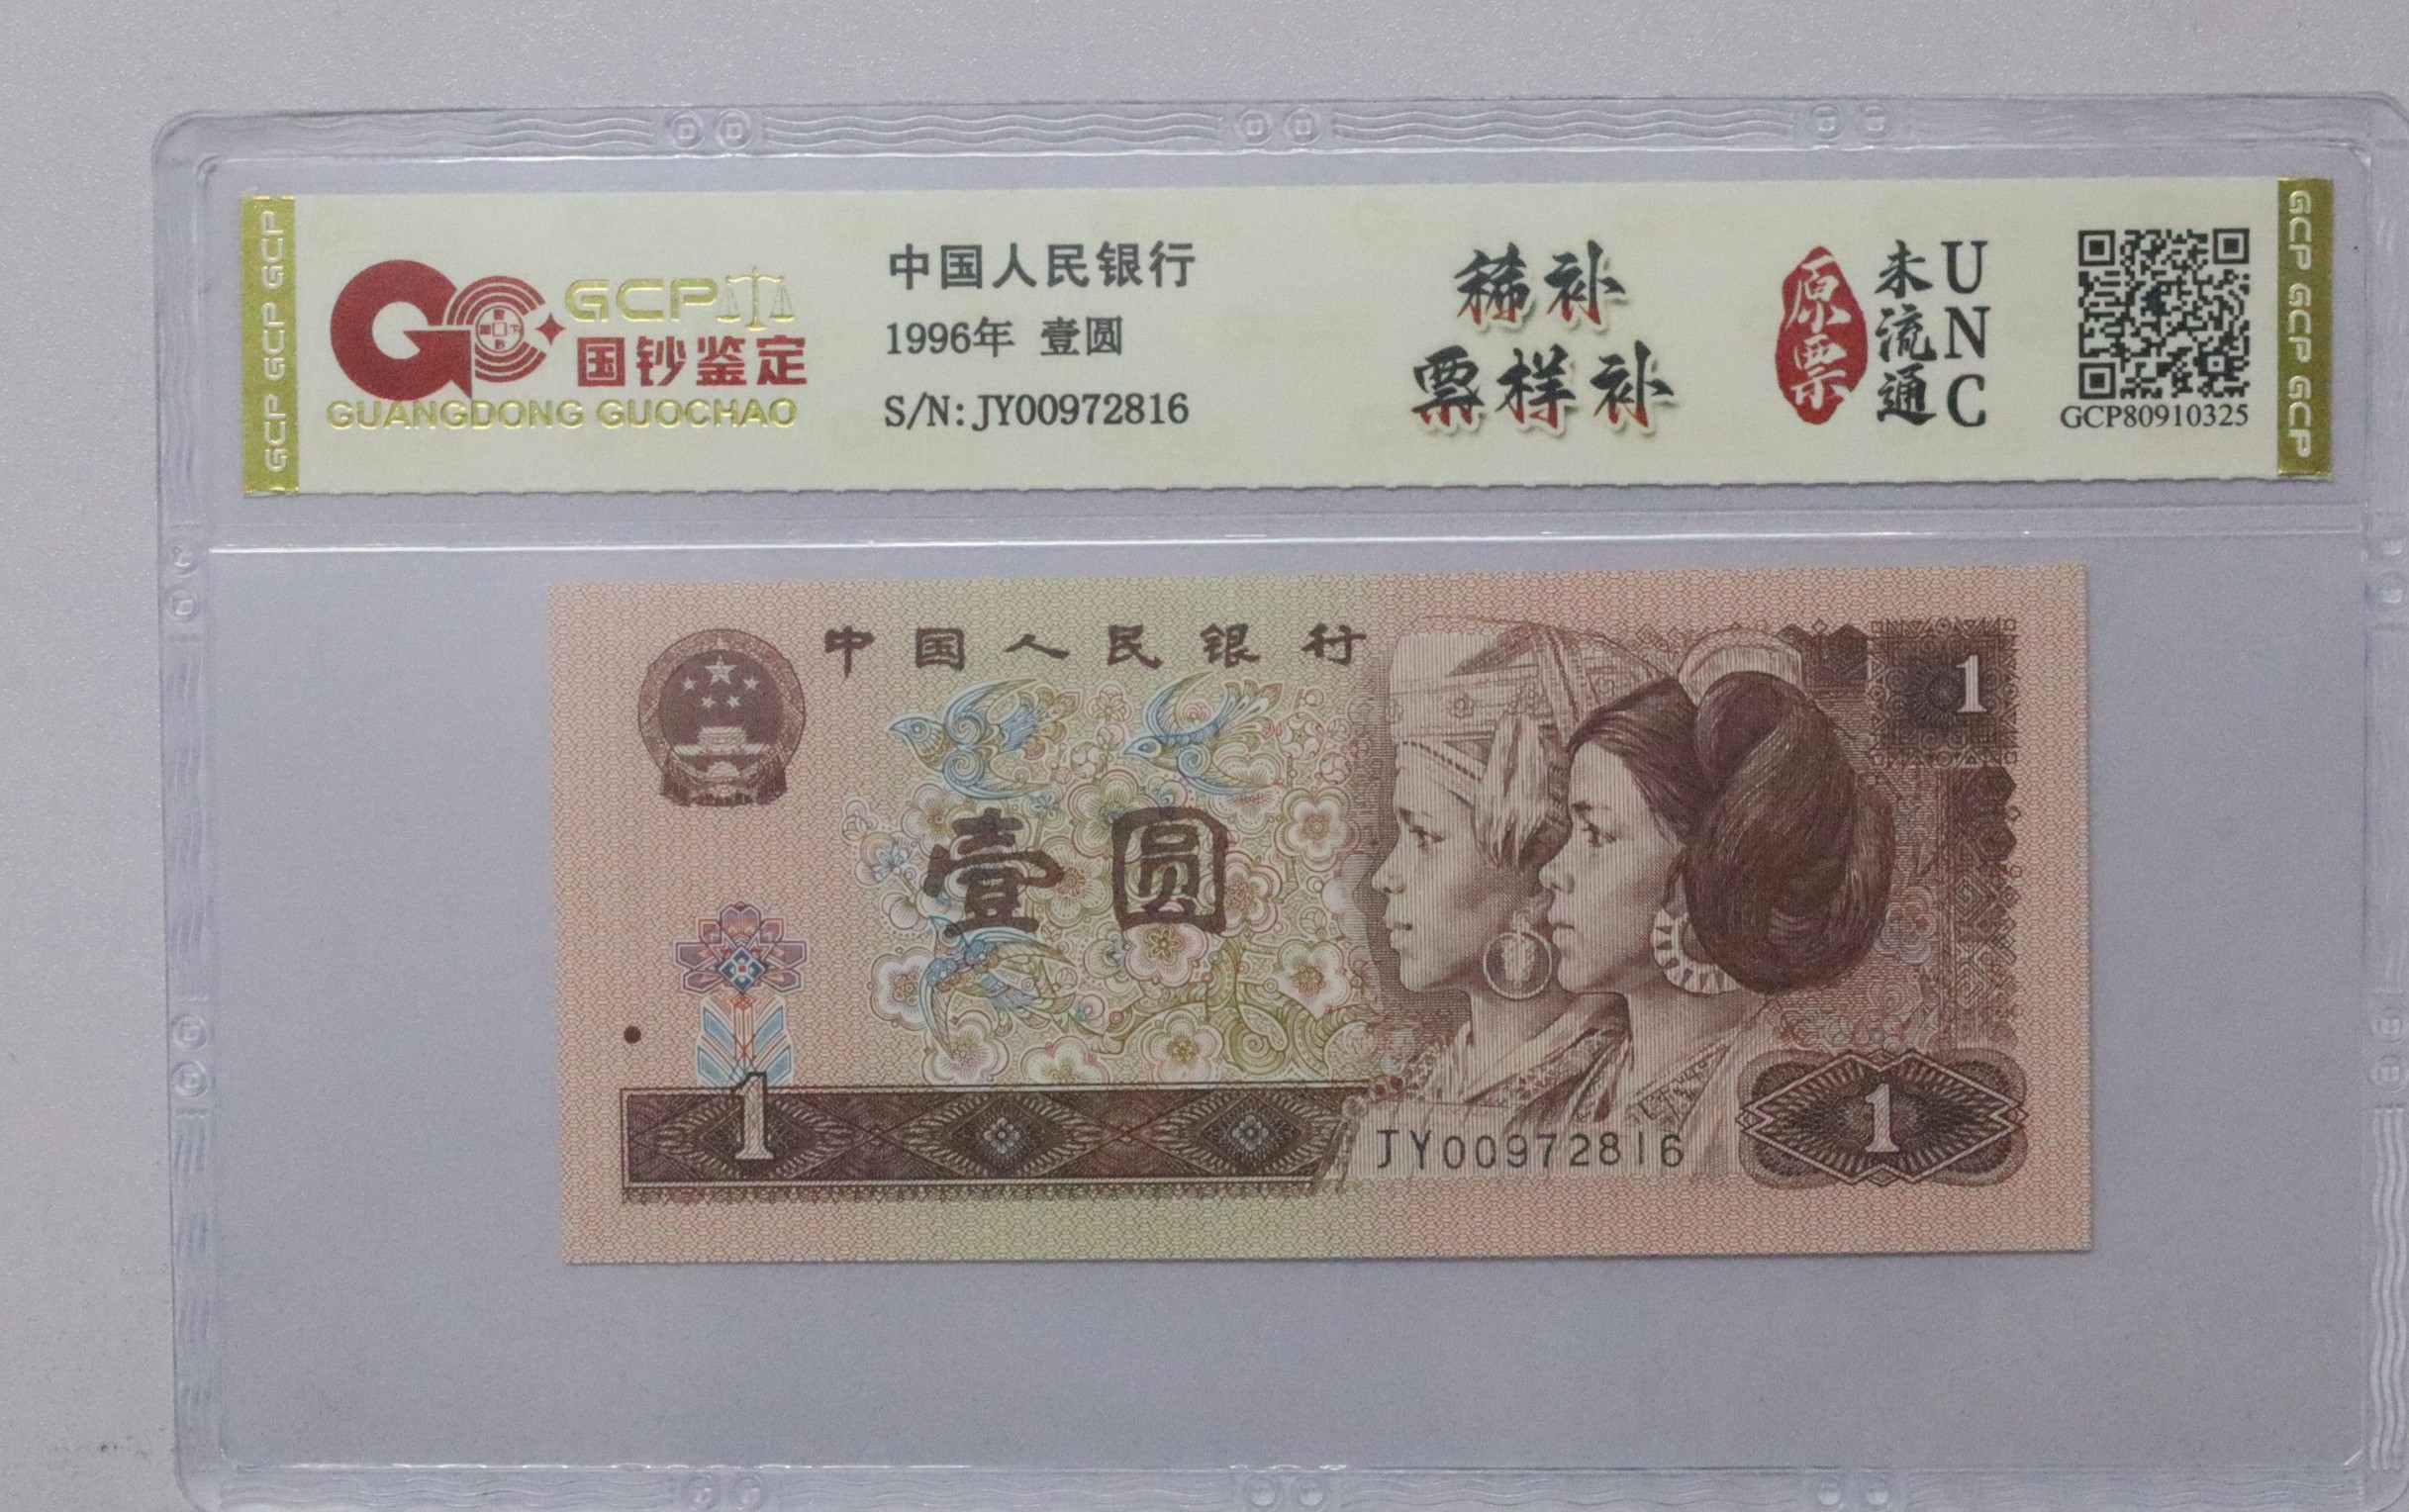 GCP GCP GCP
GCP
国钞鉴定
GUANGDONG GUOCHAO
中国人民银行
1996年 壹圆
S/N: JY00972816
稀补
票样补
原票
未流通
UNC
GCP80910325
GCP GCP GCP
中国人民银行
1
壹圆
1
JY00972816
1